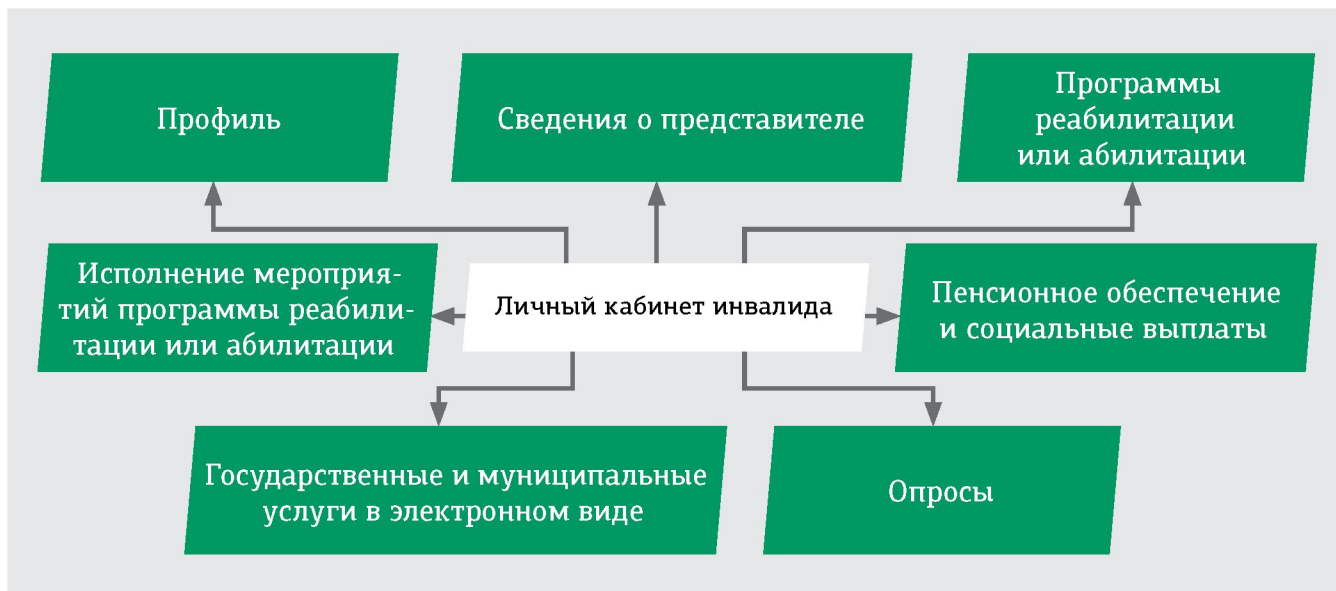 Профиль
Сведения о представителе
Программы
реабилитации
или абилитации
Исполнение мероприя-
тий программы реабили-
тации или абилитации
Личный кабинет инвалида
Пенсионное обеспечение
и социальные выплаты
Государственные и муниципальные
услуги в электронном виде
Опросы